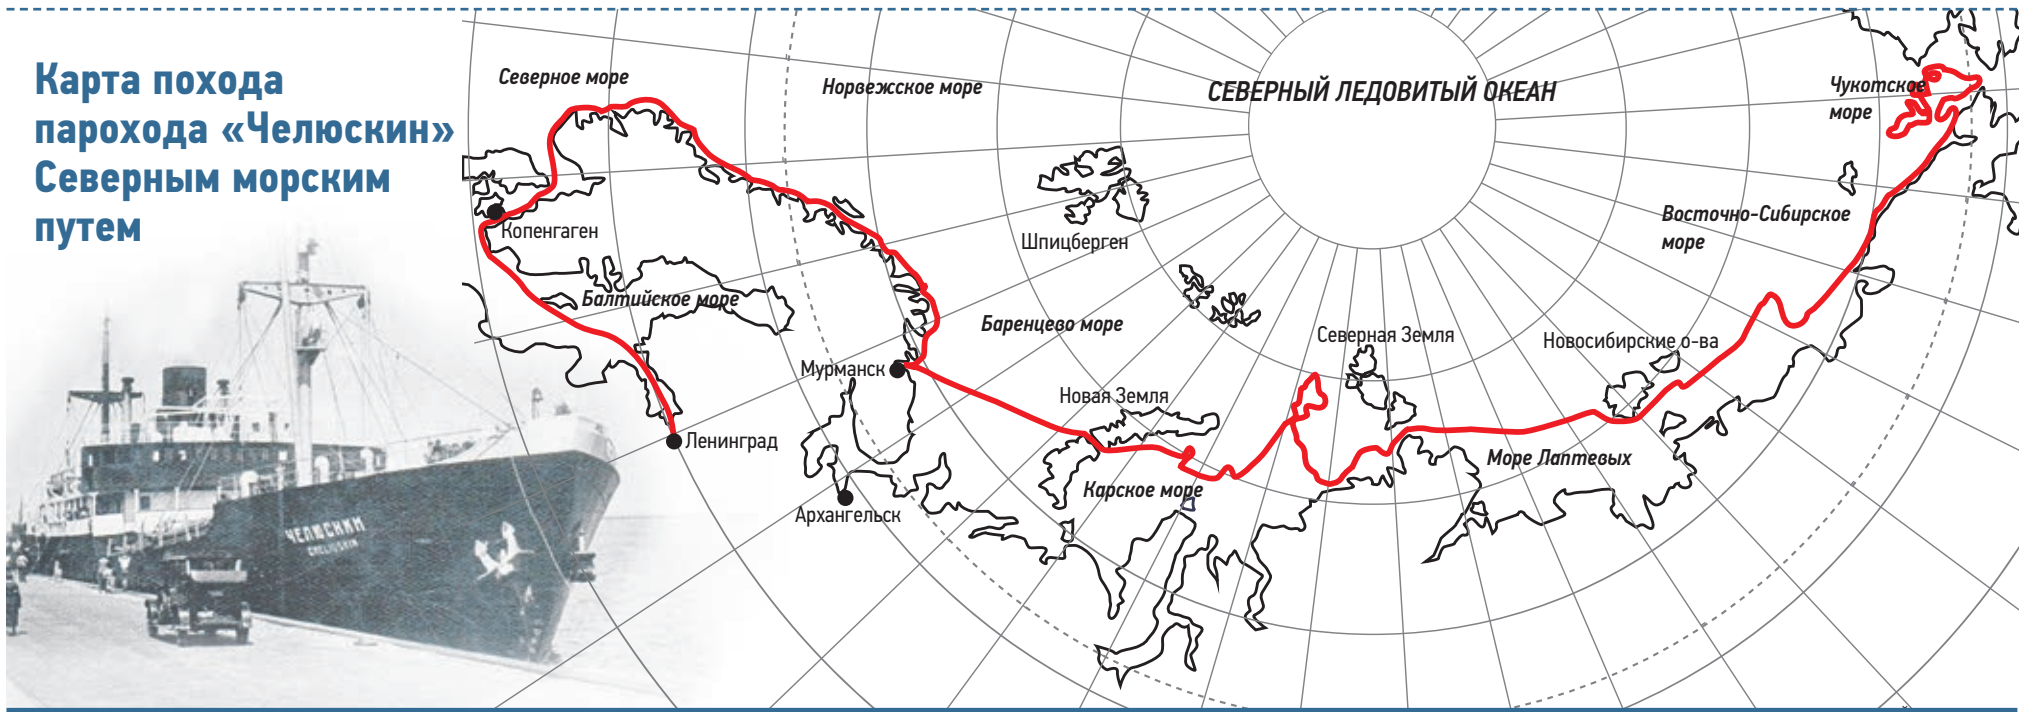 Карта похода
парохода «Челюскин»
Северным морским
путем
Северное море
Норвежское море
СЕВЕРНЫЙ ЛЕДОВИТЫЙ ОКЕАН
Чукотское
море
Копенгаген
Шпицберген
Восточно-Сибирское
море
Балтийское море
Баренцево море
Северная Земля
Новосибирские о-ва
Мурманск
Новая Земля
Ленинград
Море Лаптевых
Карское море
Архангельск
ЧЕЛЮСКИН
CHELIUSKIN